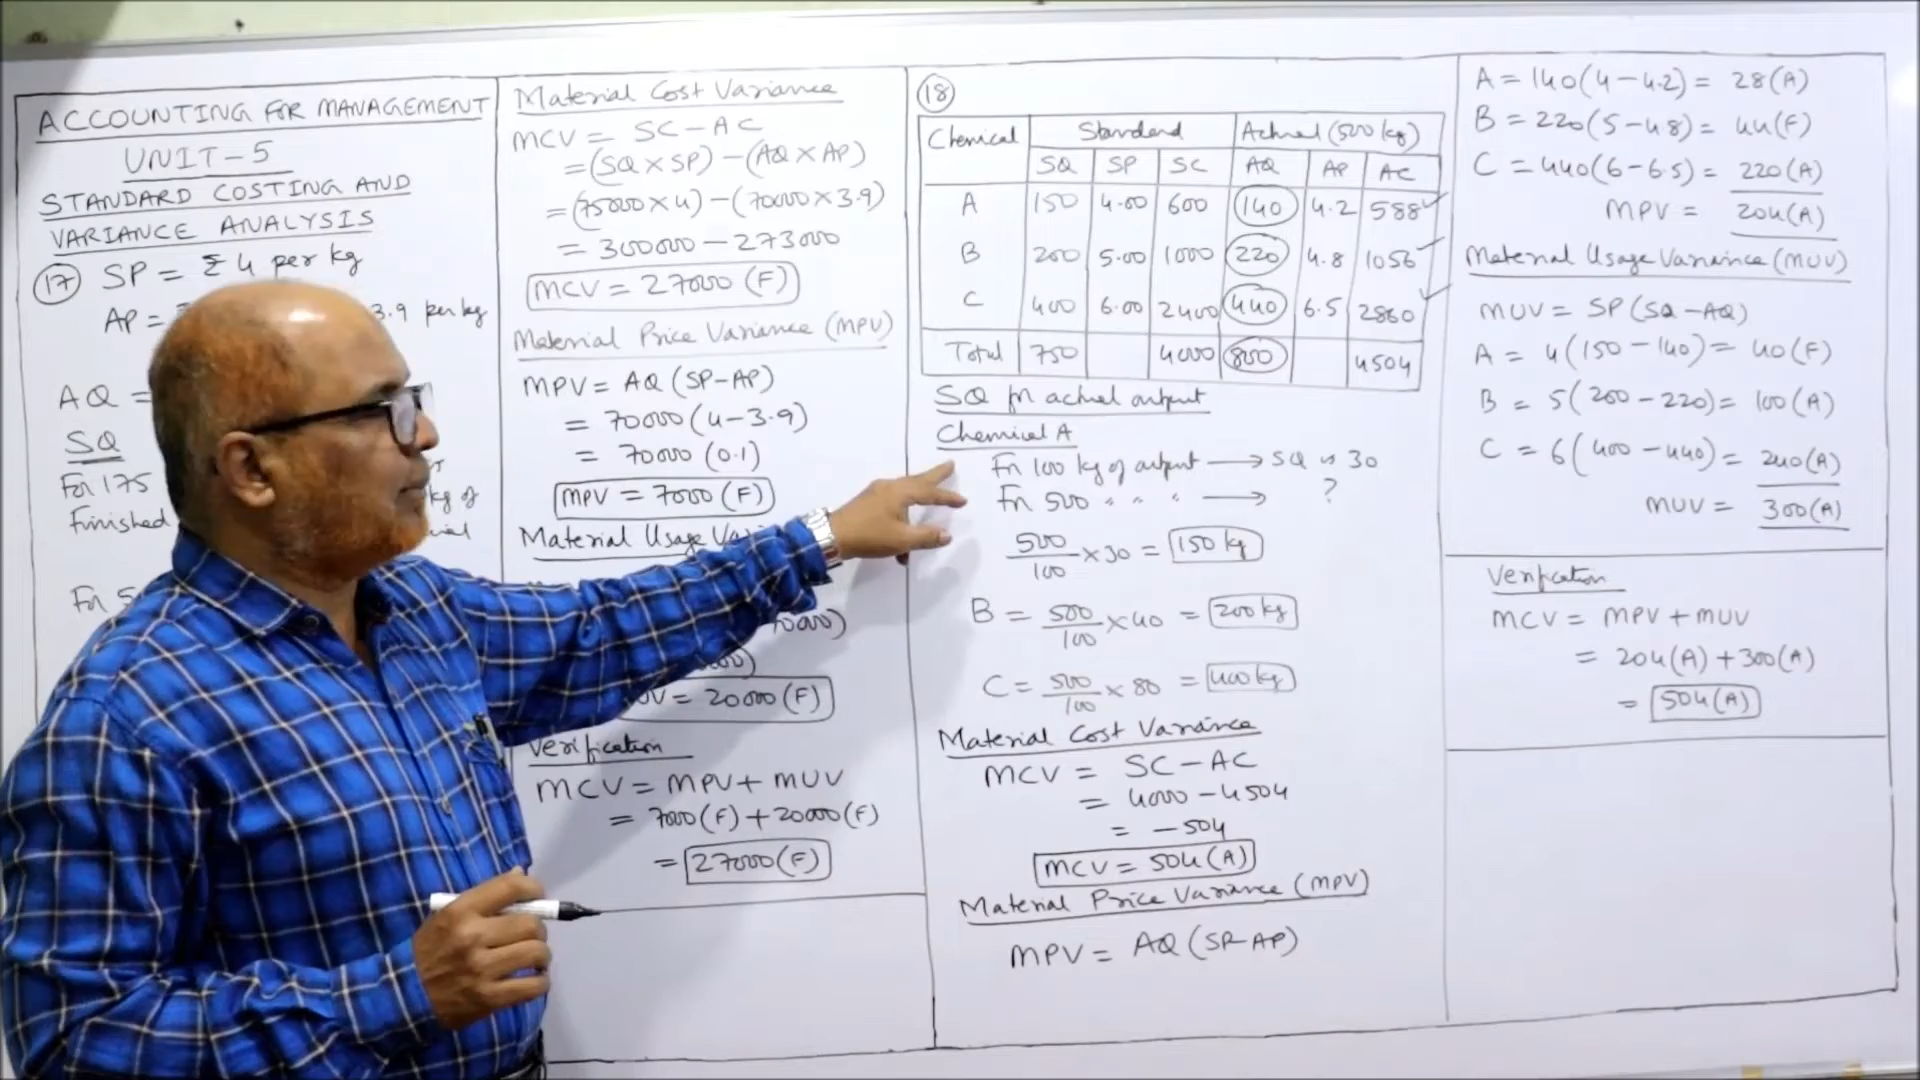 ACCOUNTING FOR MANAGEMENT
UNIT-5
STANDARD COSTING AND
VARIANCE ANALYSIS
(17) SP = ₹ 4 per kg
AP =
3.9 per kg
AQ =
SQ
For 175
kg of
Finished
For 5
Material Cost Variance
MCV = SC - AC
= (SQ × SP) - (AQ × AP)
= (75000 × 4) - (70000 × 3.9)
= 300000 - 273000
MCV = 27000 (F)
Material Price Variance (MPV)
MPV = AQ (SP-AP)
= 70000 (4-3.9)
= 70000 (0.1)
MPV = 7000 (F)
Material Usage
= 20000 (F)
Verification
MCV = MPV + MUV
= 7000 (F) + 20000 (F)
= 27000 (F)
(18)
Chemical Standard Actual (500 kg)
SQ SP SC AQ AP AC
A 150 4.00 600 140 4.2 588
B 200 5.00 1000 220 4.8 1056
C 400 6.00 2400 440 6.5 2860
Total 750 4000 800 4504
SQ for actual output
Chemical A
For 100 kg of output → SQ is 30
For 500 " " " → ?
500/100 × 30 = 150 kg
B = 500/100 × 40 = 200 kg
C = 500/100 × 80 = 400 kg
Material Cost Variance
MCV = SC - AC
= 4000 - 4504
= - 504
MCV = 504 (A)
Material Price Variance (MPV)
MPV = AQ (SP-AP)
A = 140 (4 - 4.2) = 28 (A)
B = 220 (5 - 4.8) = 44 (F)
C = 440 (6 - 6.5) = 220 (A)
MPV = 204 (A)
Material Usage Variance (MUV)
MUV = SP (SQ - AQ)
A = 4 (150 - 140) = 40 (F)
B = 5 (200 - 220) = 100 (A)
C = 6 (400 - 440) = 240 (A)
MUV = 300 (A)
Verification
MCV = MPV + MUV
= 204 (A) + 300 (A)
= 504 (A)